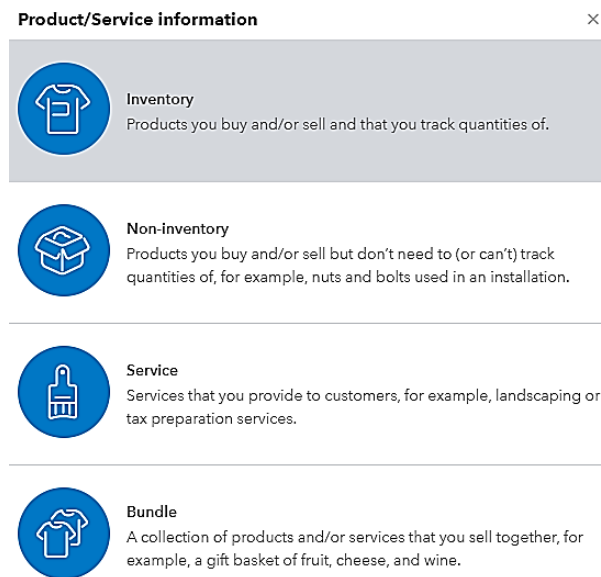 Product/Service information
Inventory
Products you buy and/or sell and that you track quantities of.
Non-inventory
Products you buy and/or sell but don't need to (or can't) track
quantities of, for example, nuts and bolts used in an installation.
Service
Services that you provide to customers, for example, landscaping or
tax preparation services.
Bundle
A collection of products and/or services that you sell together, for
example, a gift basket of fruit, cheese, and wine.